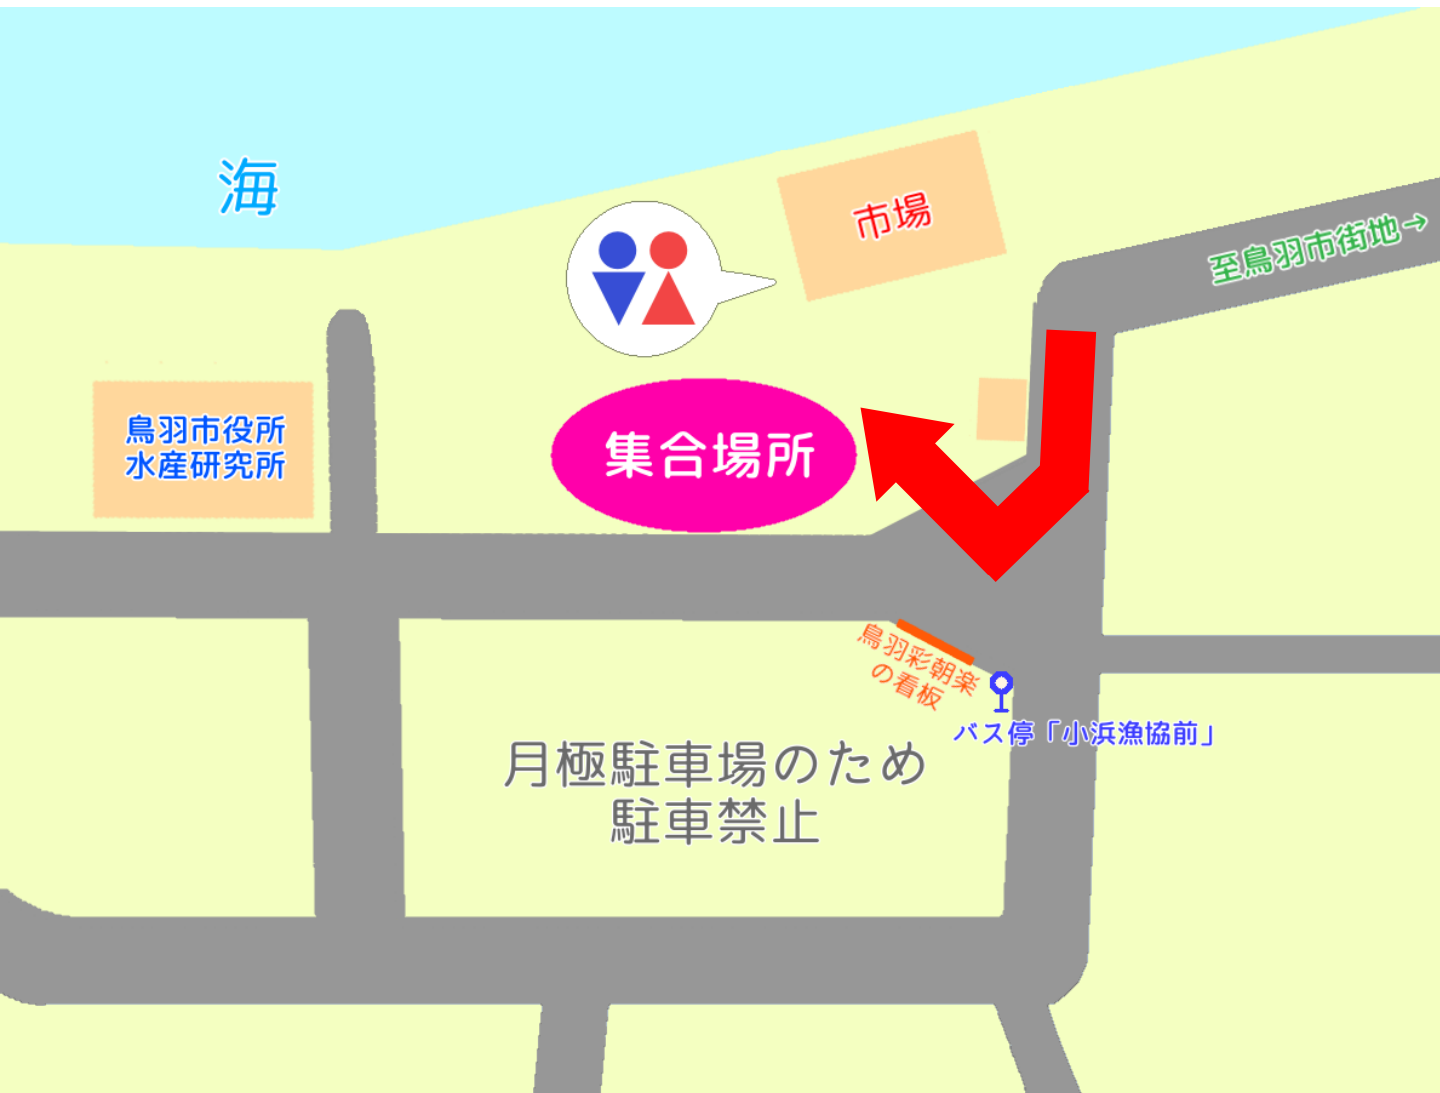 海
市場
至鳥羽市街地→
鳥羽市役所
水産研究所
集合場所
鳥羽彩朝楽
の看板
バス停「小浜漁協前」
月極駐車場のため
駐車禁止